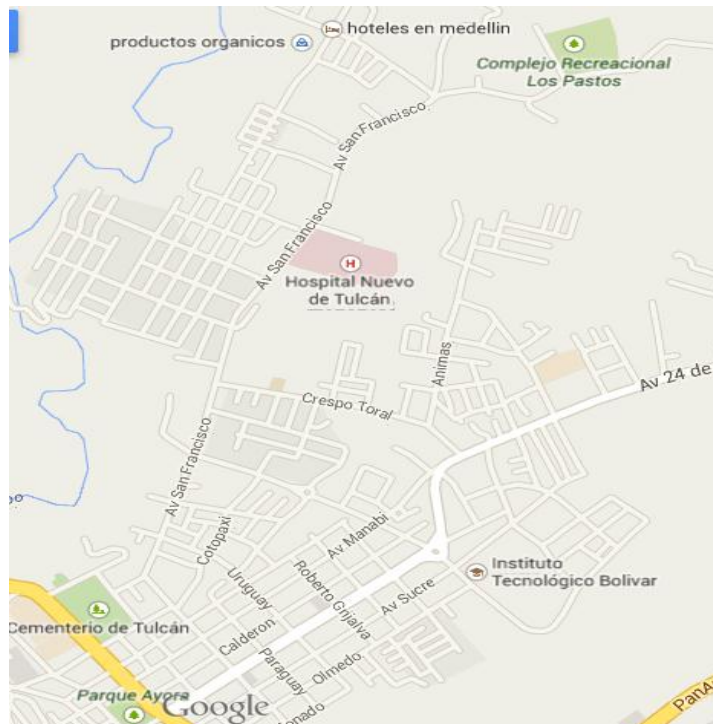 hoteles en medellin
productos organicos
Complejo Recreacional
Los Pastos
Av San Francisco
Av San Francisco
Hospital Nuevo
de Tulcán
Animas
Av 24 de
Crespo Toral
Av San Francisco
Cotopaxi
Av Manabi
Instituto
Tecnológico Bolivar
Uruguay
Roberto Grijalva
Av Sucre
Cementerio de Tulcán
Calderon
Paraguay
Olmedo
Parque Ayora
Google
PanA